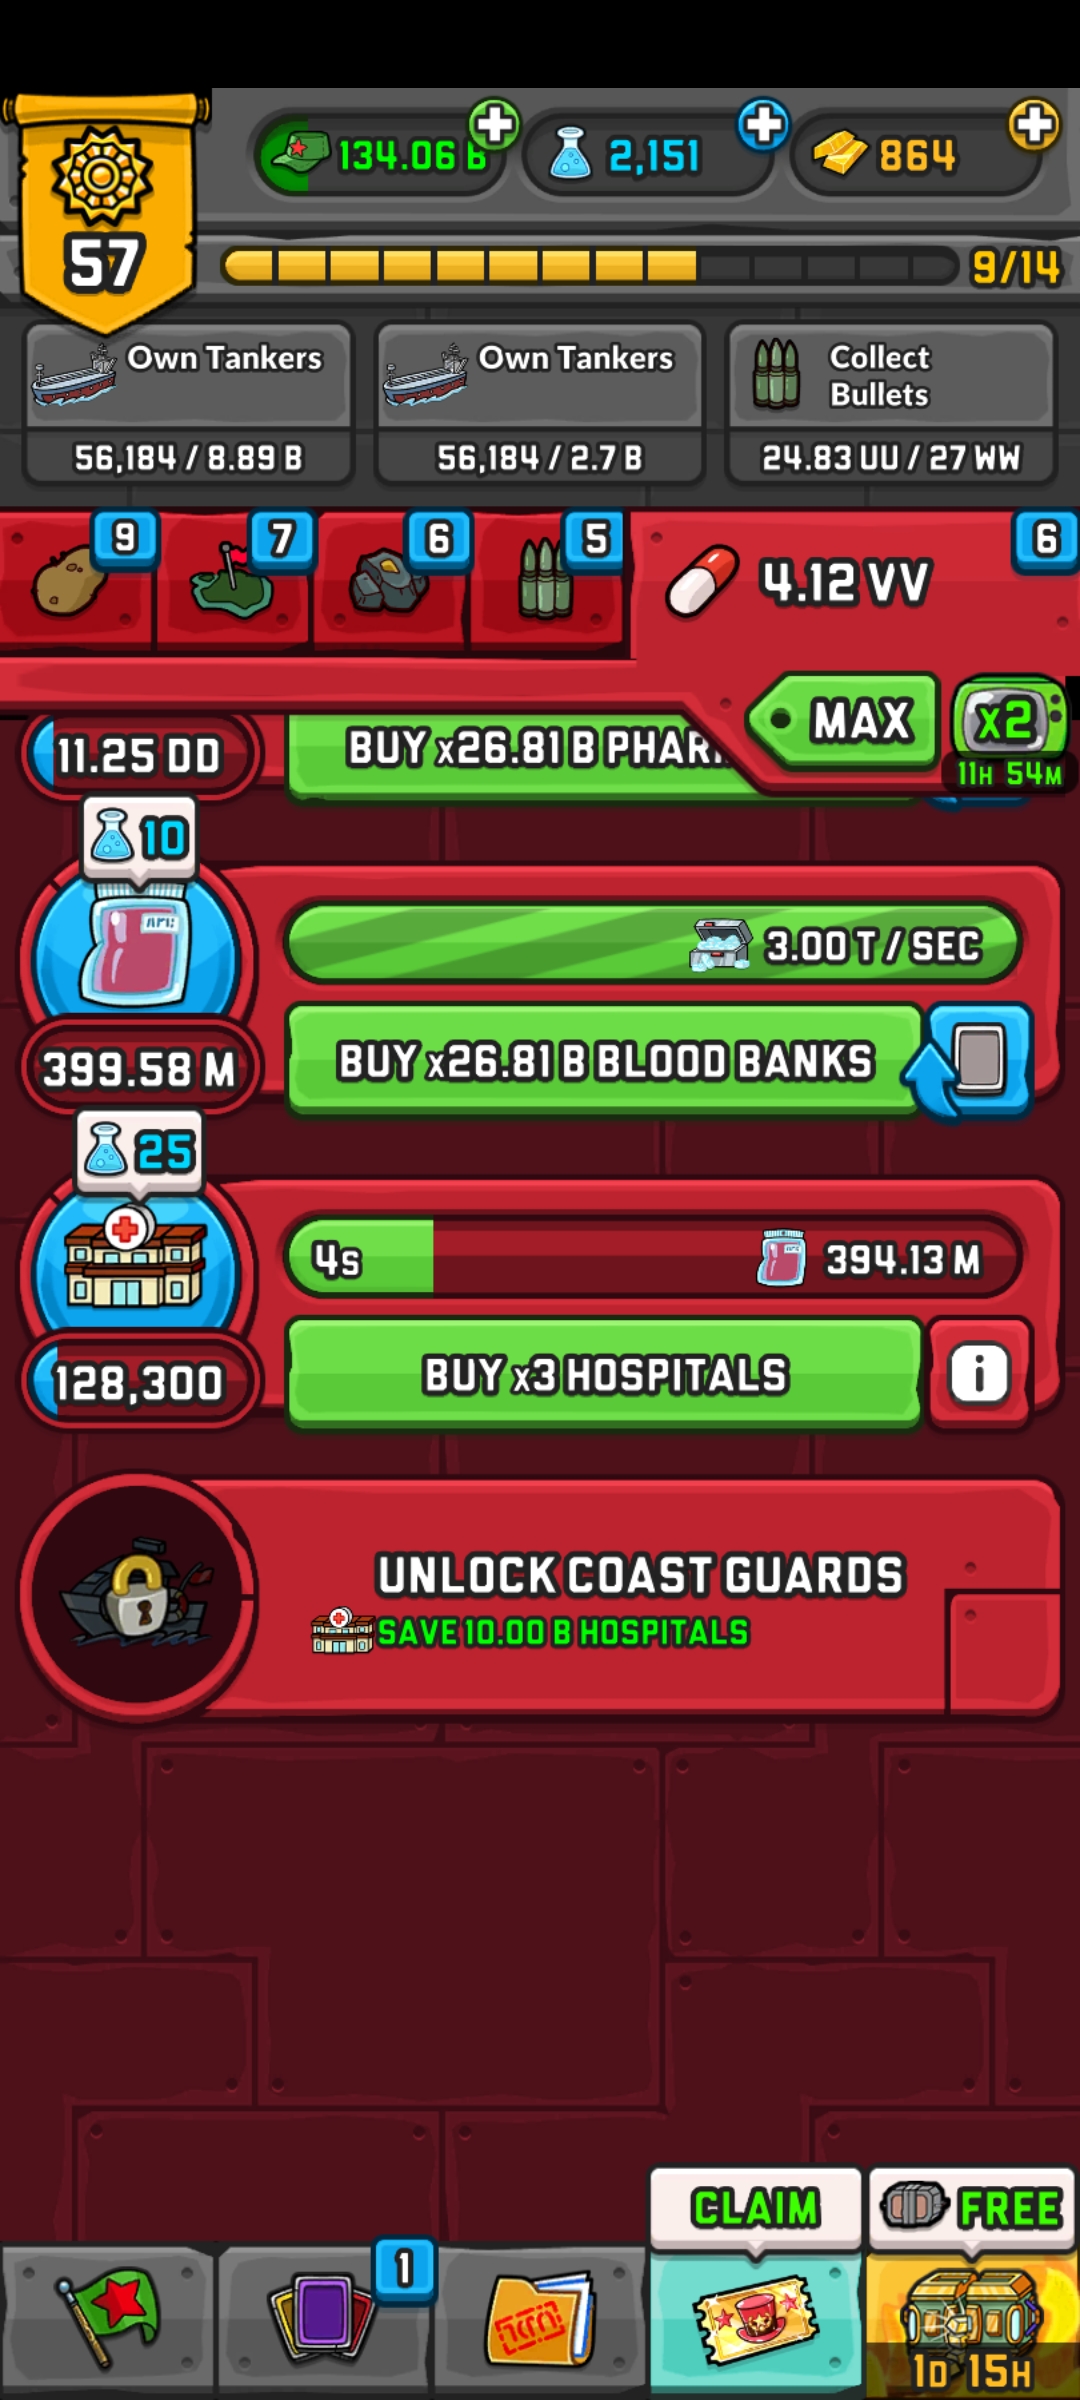 134.06 B
2,151
864
57
9/14
Own Tankers
56,184 / 8.89 B
Own Tankers
56,184 / 2.7 B
Collect
Bullets
24.83 UU / 27 WW
9
7
6
5
6
4.12 VV
MAX
x2
11H 54M
11.25 DD
BUY x26.81 B
10
3.00 T / SEC
399.58 M
BUY x26.81 B BLOOD BANKS
25
4s
394.13 M
128,300
BUY x3 HOSPITALS
i
UNLOCK COAST GUARDS
SAVE 10.00 B HOSPITALS
CLAIM
FREE
1
1D 15H